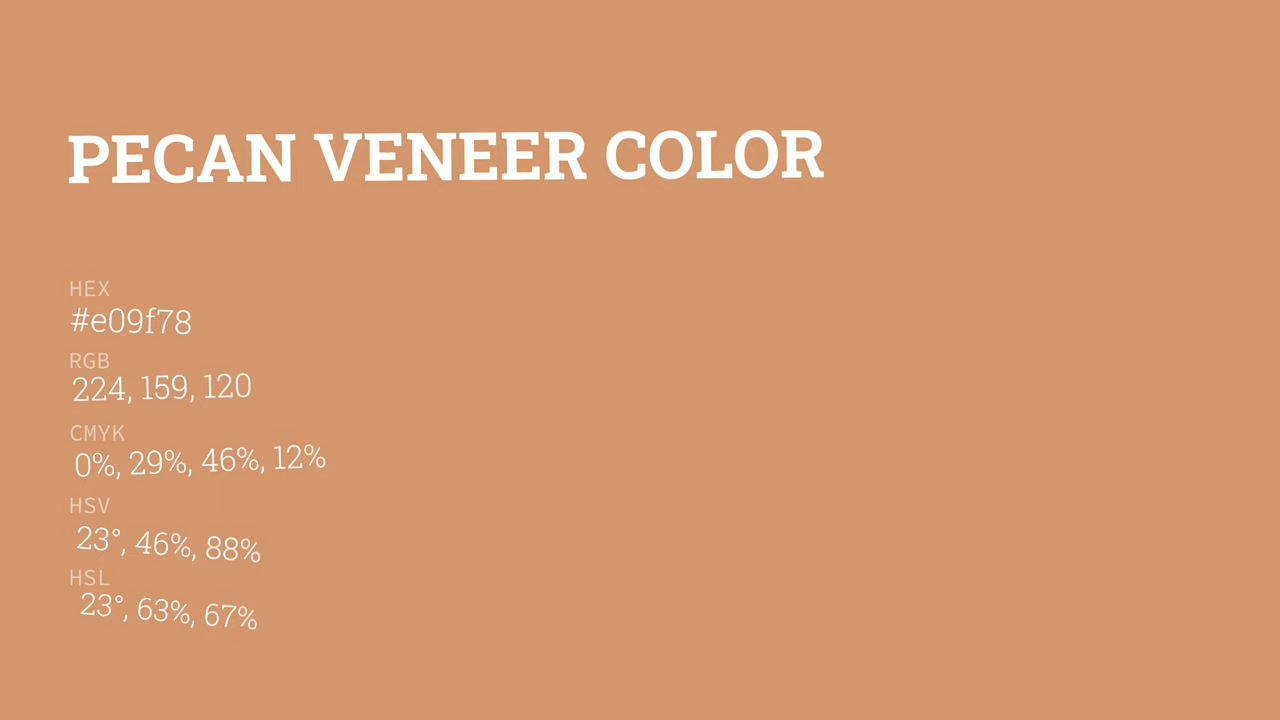 PECAN VENEER COLOR
HEX
#e09f78
RGB
224, 159, 120
CMYK
0%, 29%, 46%, 12%
HSV
23°, 46%, 88%
HSL
23°, 63%, 67%